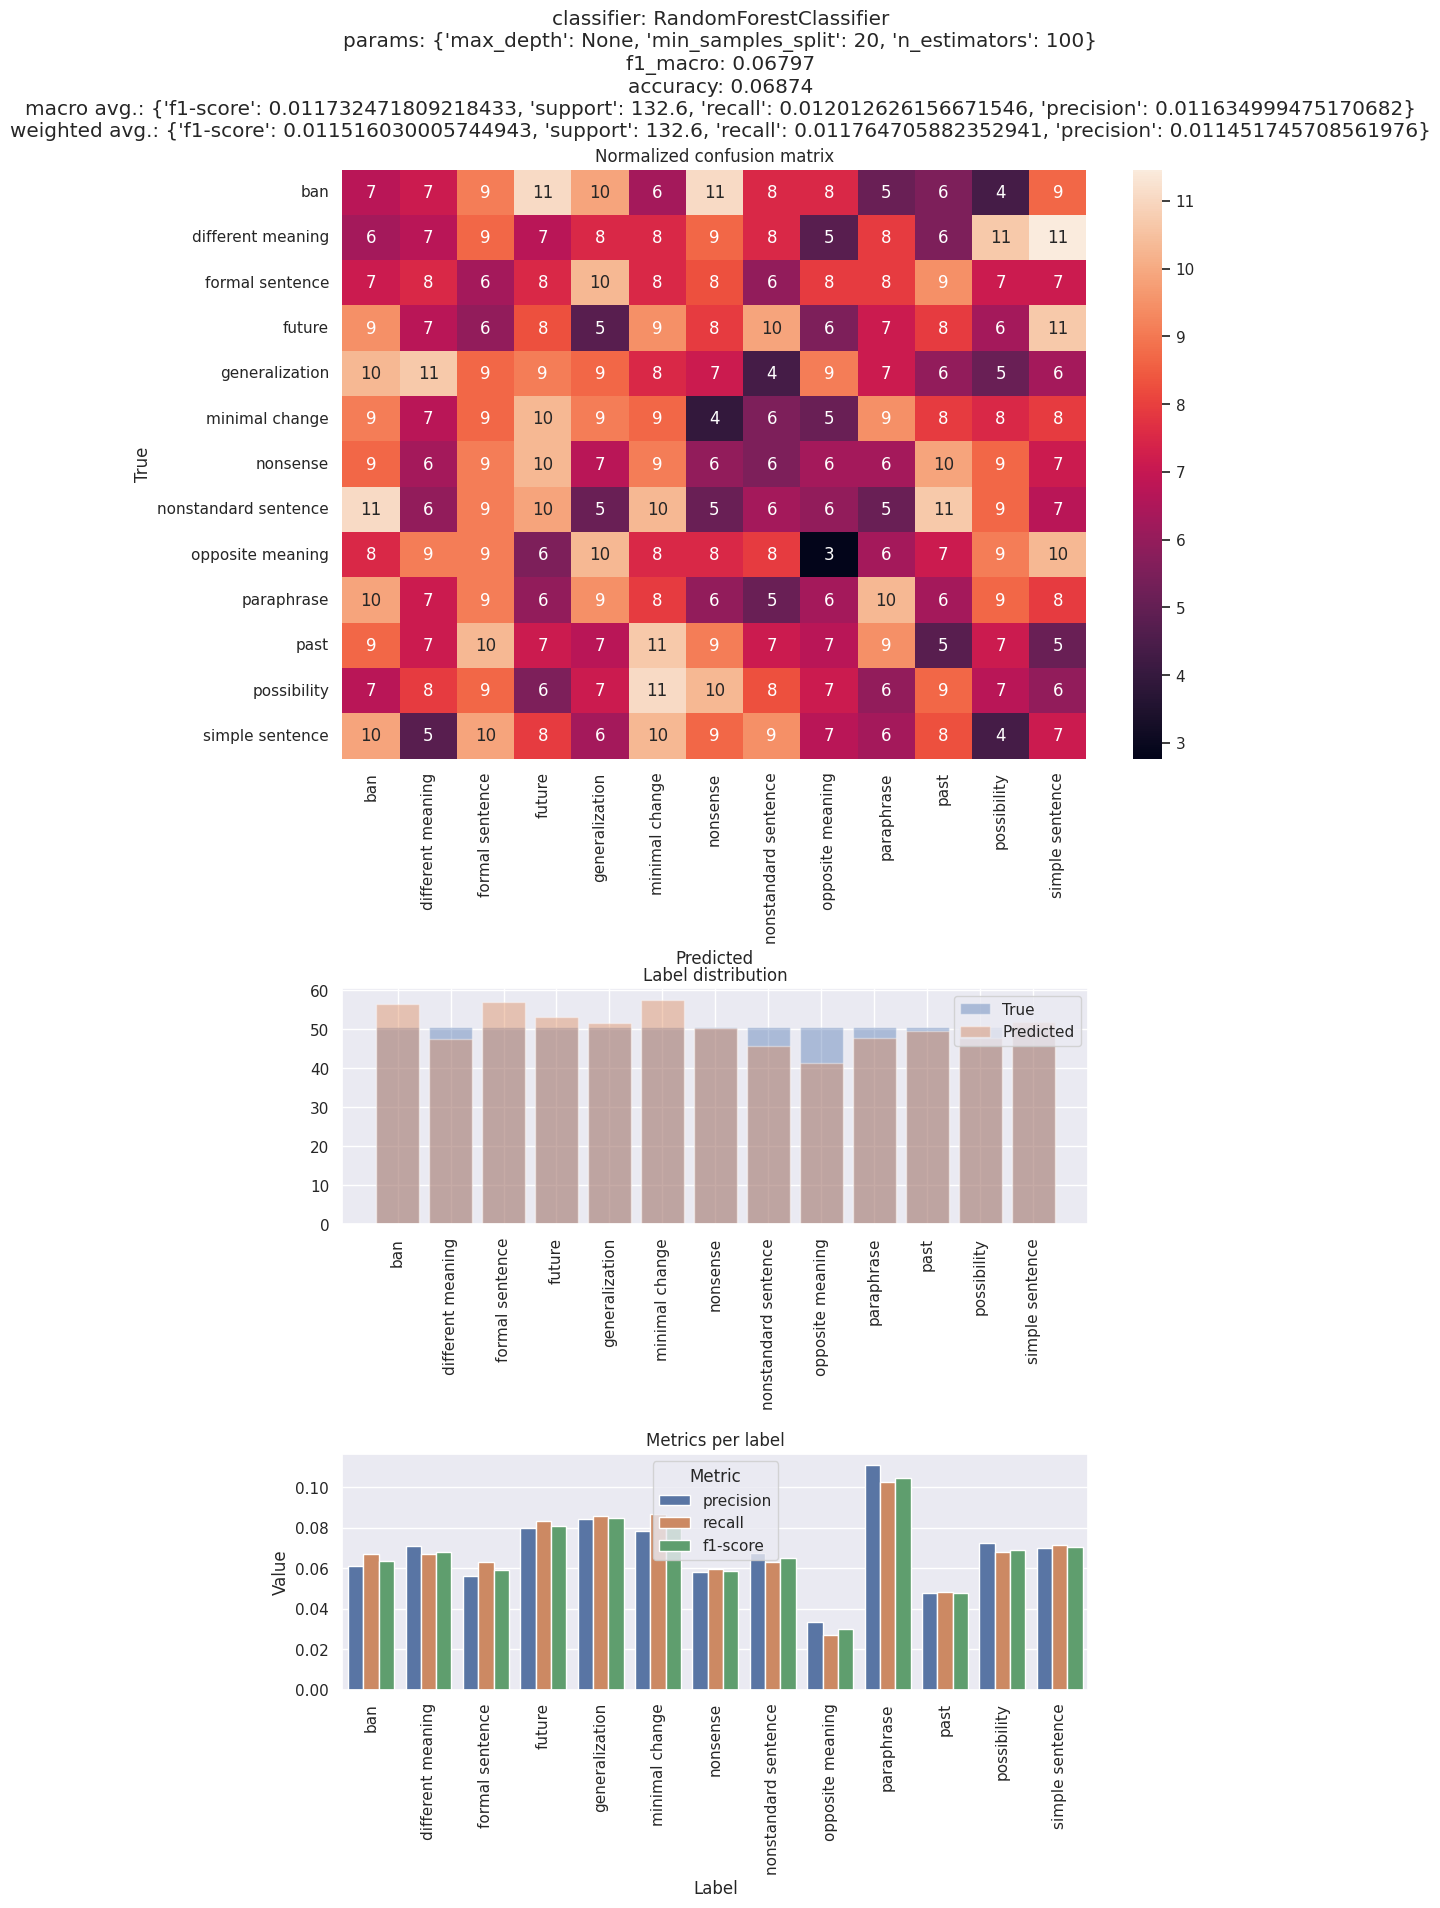 classifier: RandomForestClassifier
params: {'max_depth': None, 'min_samples_split': 20, 'n_estimators': 100}
f1_macro: 0.06797
accuracy: 0.06874
macro avg.: {'f1-score': 0.011732471809218433, 'support': 132.6, 'recall': 0.012012626156671546, 'precision': 0.011634999475170682}
weighted avg.: {'f1-score': 0.011516030005744943, 'support': 132.6, 'recall': 0.011764705882352941, 'precision': 0.011451745708561976}
Normalized confusion matrix
True
ban 7 7 9 11 10 6 11 8 8 5 6 4 9
different meaning 6 7 9 7 8 8 9 8 5 8 6 11 11
formal sentence 7 8 6 8 10 8 8 6 8 8 9 7 7
future 9 7 6 8 5 9 8 10 6 7 8 6 11
generalization 10 11 9 9 9 8 7 4 9 7 6 5 6
minimal change 9 7 9 10 9 9 4 6 5 9 8 8 8
nonsense 9 6 9 10 7 9 6 6 6 6 10 9 7
nonstandard sentence 11 6 9 10 5 10 5 6 6 5 11 9 7
opposite meaning 8 9 9 6 10 8 8 8 3 6 7 9 10
paraphrase 10 7 9 6 9 8 6 5 6 10 6 9 8
past 9 7 10 7 7 11 9 7 7 9 5 7 5
possibility 7 8 9 6 7 11 10 8 7 6 9 7 6
simple sentence 10 5 10 8 6 10 9 9 7 6 8 4 7
ban
different meaning
formal sentence
future
generalization
minimal change
nonsense
nonstandard sentence
opposite meaning
paraphrase
past
possibility
simple sentence
Predicted
11
10
9
8
7
6
5
4
3
Label distribution
60
50
40
30
20
10
0
True
Predicted
ban
different meaning
formal sentence
future
generalization
minimal change
nonsense
nonstandard sentence
opposite meaning
paraphrase
past
possibility
simple sentence
Metrics per label
Value
0.10
0.08
0.06
0.04
0.02
0.00
Metric
precision
recall
f1-score
ban
different meaning
formal sentence
future
generalization
minimal change
nonsense
nonstandard sentence
opposite meaning
paraphrase
past
possibility
simple sentence
Label